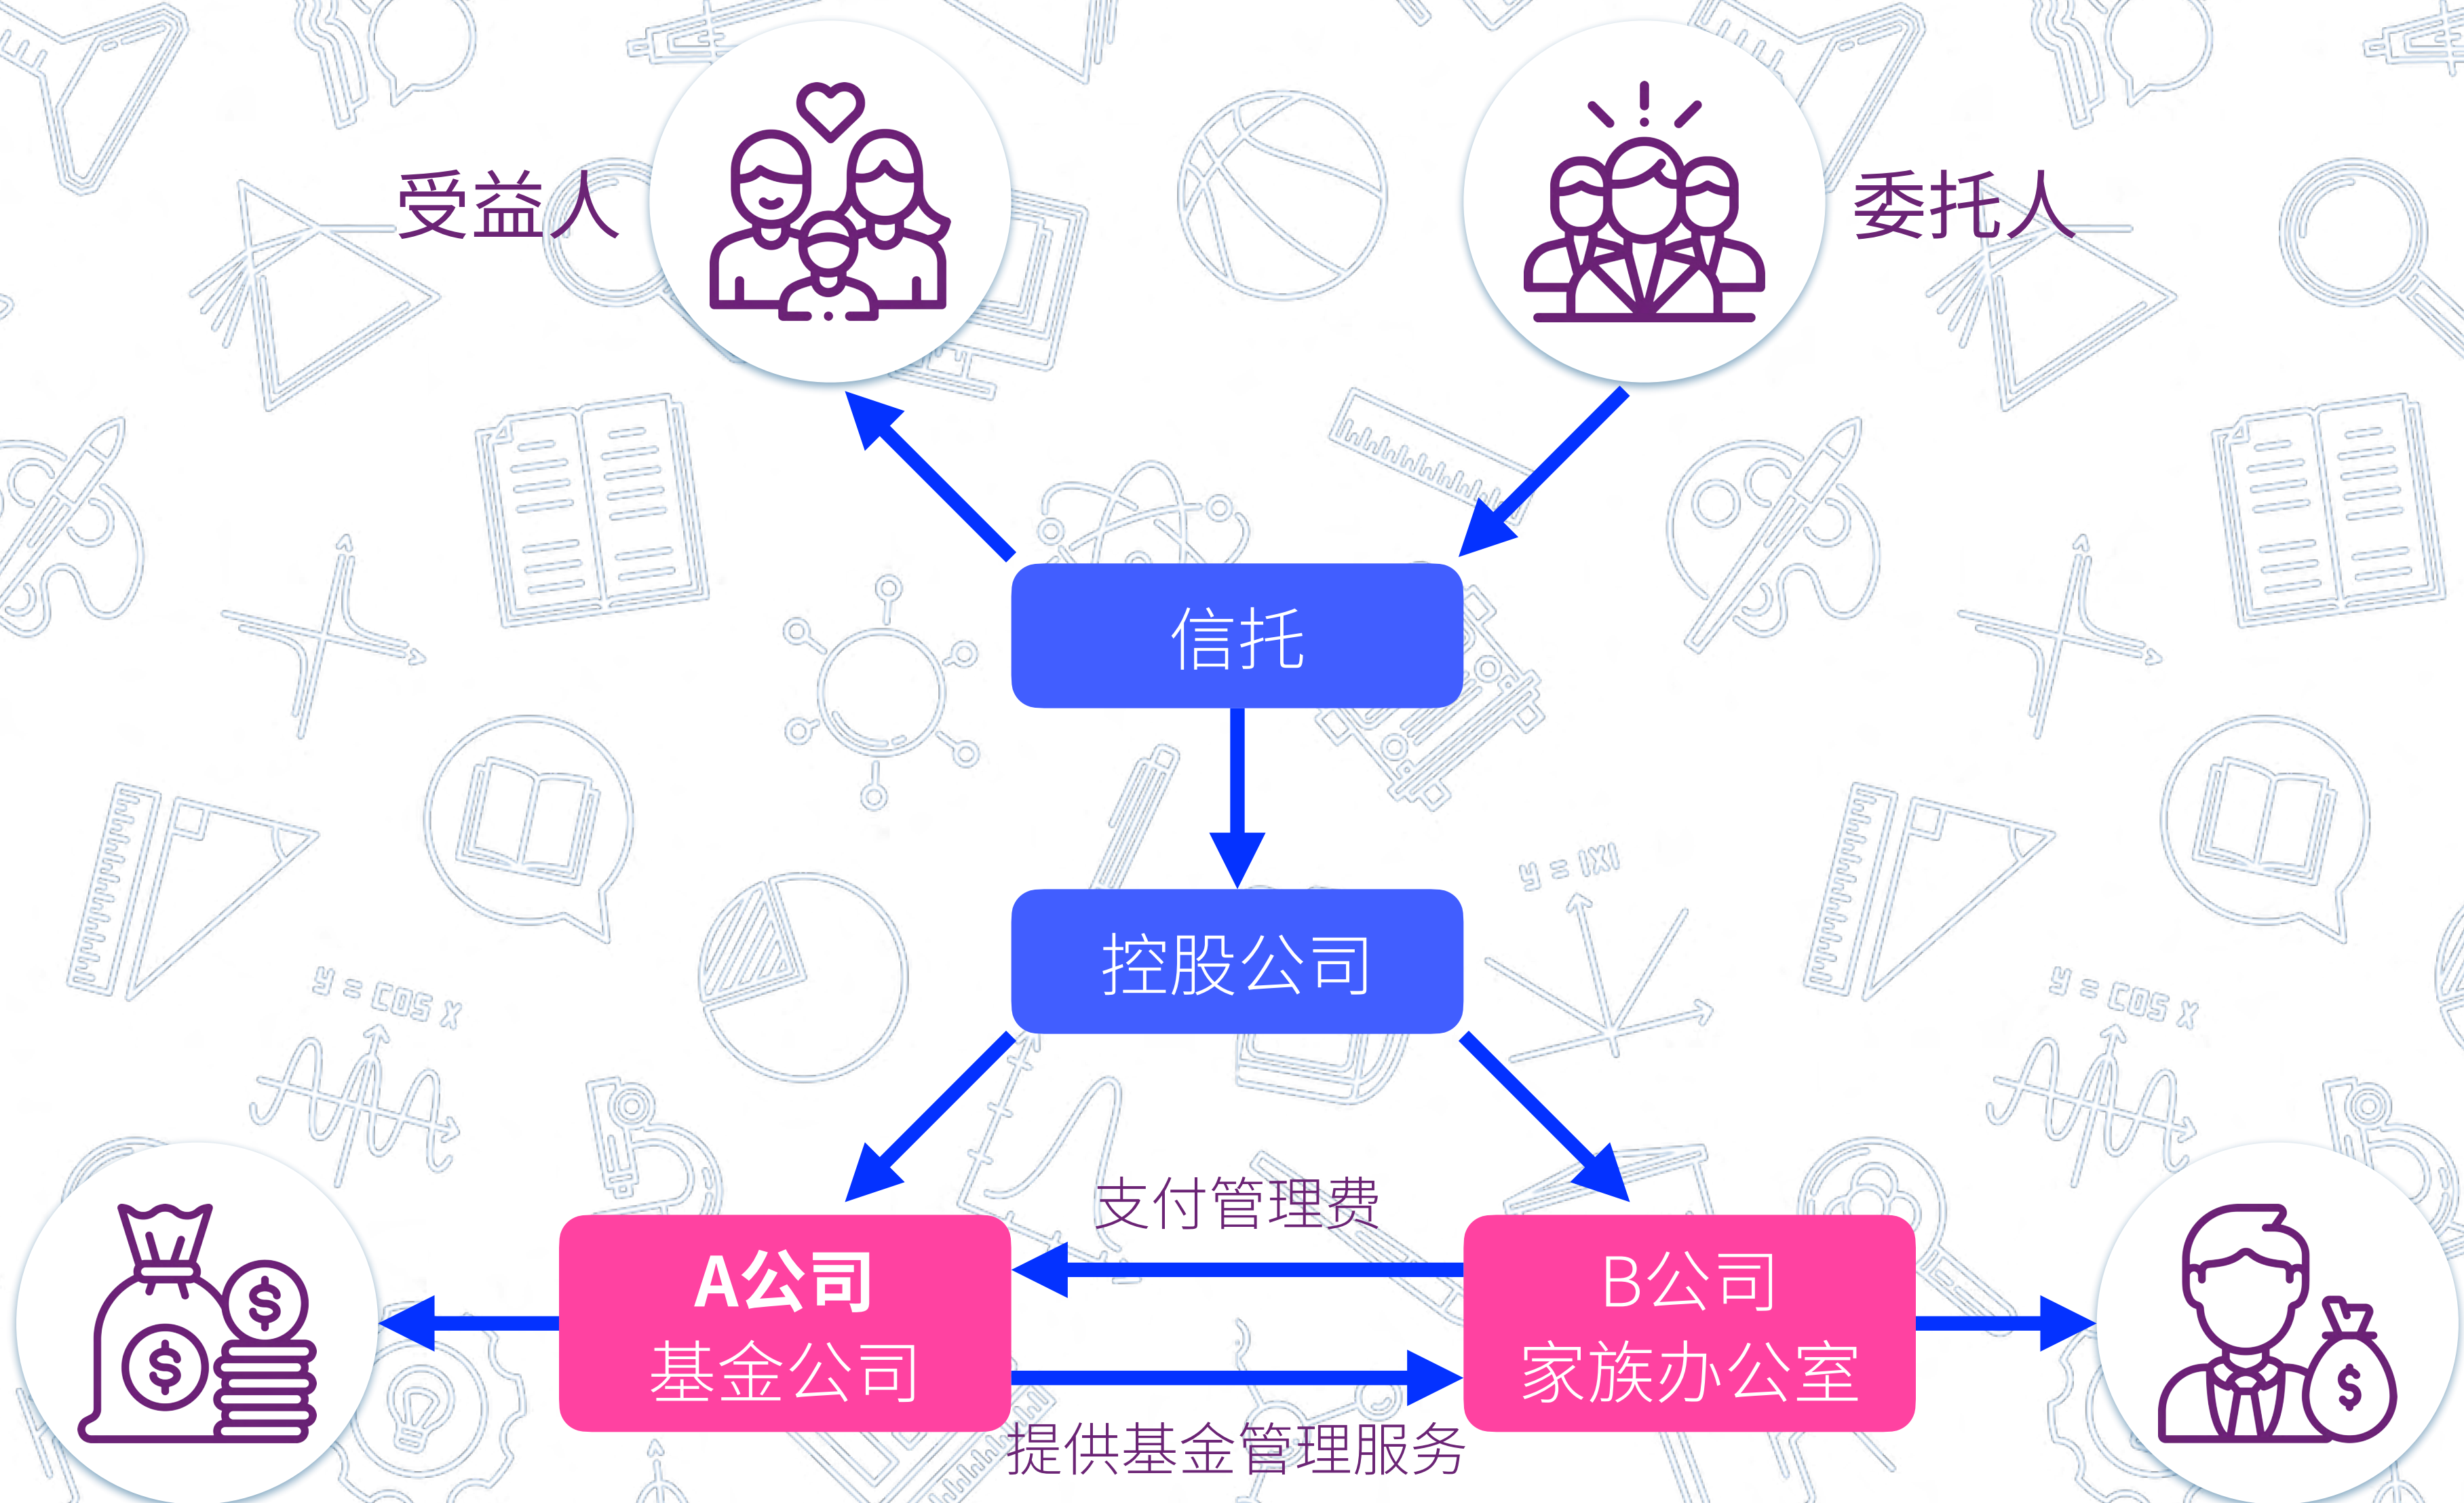 受益人
委托人
信托
控股公司
y = |x|
y = cos x
y = cos x
支付管理费
A公司
基金公司
B公司
家族办公室
提供基金管理服务